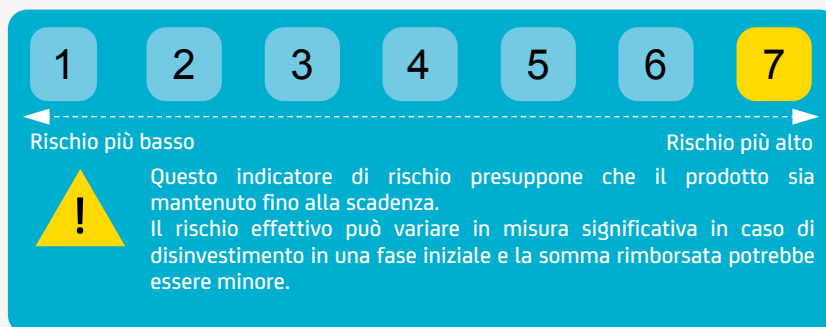 1 2 3 4 5 6 7
Rischio più basso Rischio più alto
Questo indicatore di rischio presuppone che il prodotto sia
mantenuto fino alla scadenza.
Il rischio effettivo può variare in misura significativa in caso di
disinvestimento in una fase iniziale e la somma rimborsata potrebbe
essere minore.
!